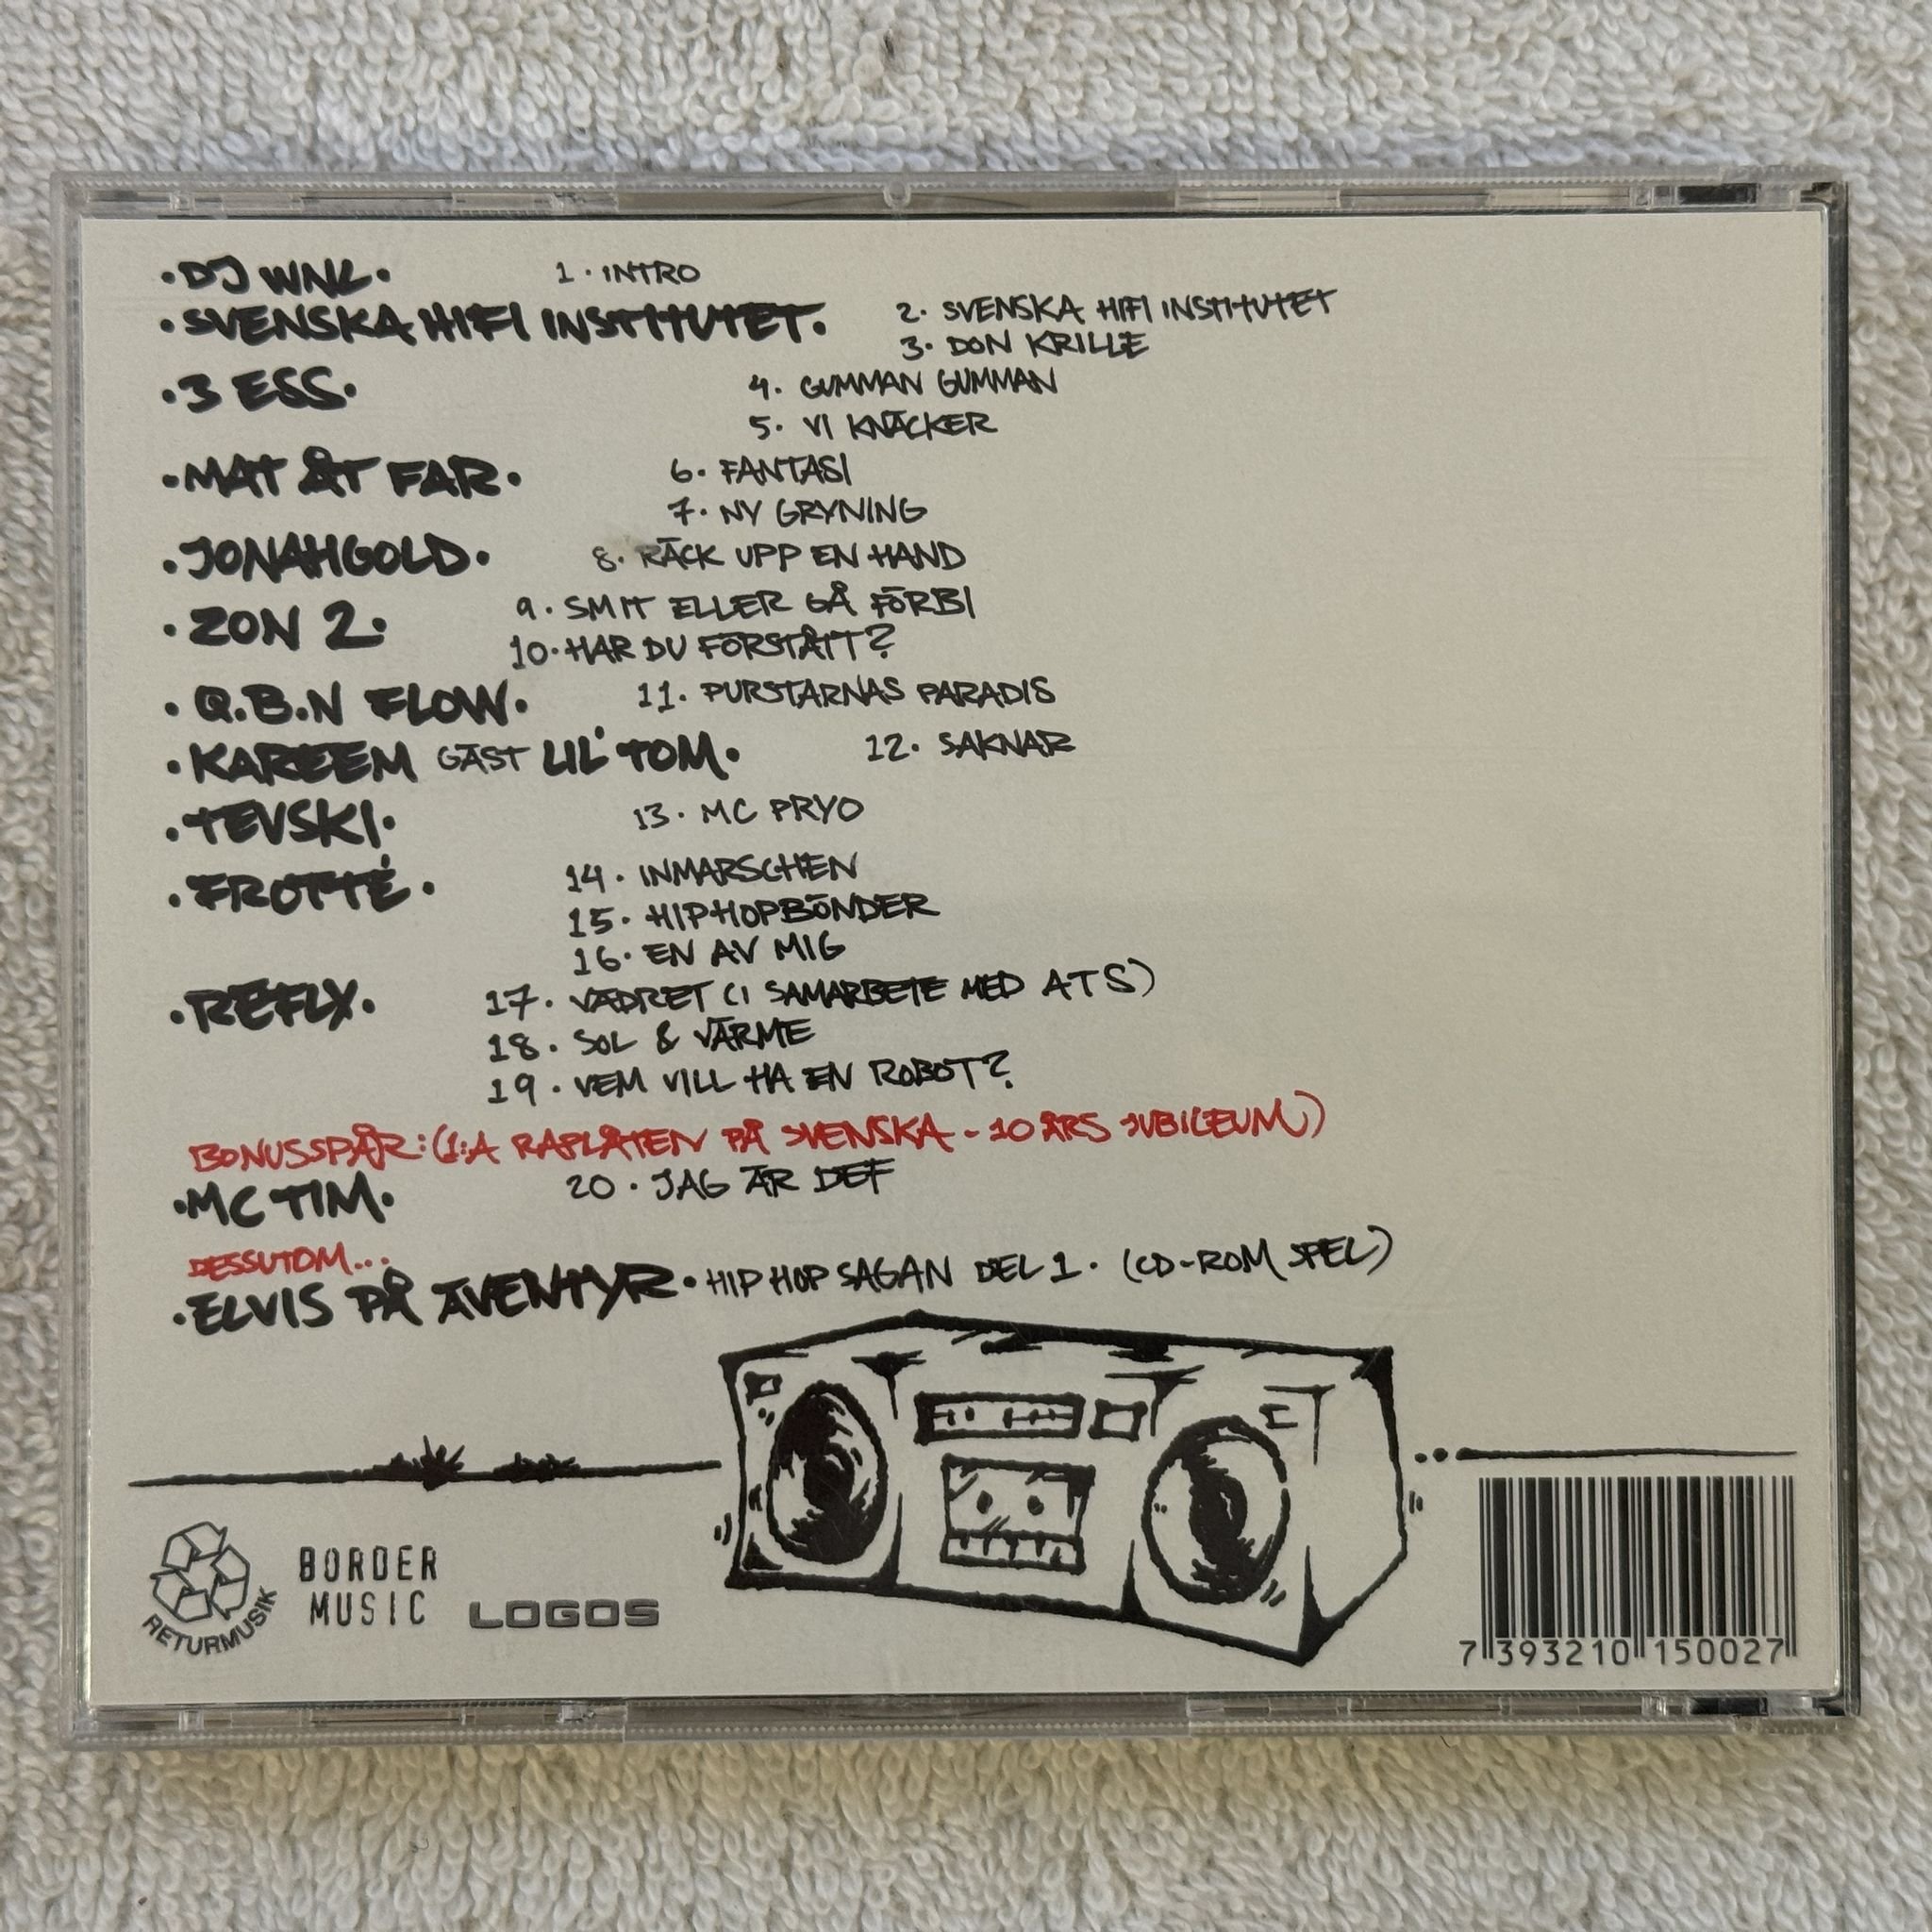 •DJ WNL• 1 • INTRO
•SVENSKA HIFI INSTITUTET• 2• SVENSKA HIFI INSTITUTET
3• DON KRILLE
•3 ESS• 4. GUMMAN GUMMAN
5• VI KNÄCKER
•MAT ÅT FAR• 6• FANTASI
7• NY GRYNING
•JONAHGOLD• 8. RÄCK UPP EN HAND
•ZON 2• 9. SMIT ELLER GÅ FÖRBI
10•HAR DU FÖRSTÅTT?
•Q.B.N FLOW• 11. PURSTARNAS PARADIS
•KAREEM GÄST LIL' TOM• 12• SAKNAR
•TEVSKI• 13• MC PRYO
•FROTTÉ• 14• INMARSCHEN
15• HIPHOPBÖNDER
16• EN AV MIG
•REFLY• 17. VÄDRET (I SAMARBETE MED ATS)
18. SOL & VÄRME
19. VEM VILL HA EN ROBOT?
BONUSSPÅR:(1:A RAPLÅTEN PÅ SVENSKA - 10 ÅRS JUBILEUM)
•MC TIM• 20 • JAG ÄR DEF
DESSUTOM...
•ELVIS PÅ ÄVENTYR• HIP HOP SAGAN DEL 1. (CD-ROM SPEL)
RETURMUSIK
BORDER
MUSIC
LOGOS
7 393210 150027